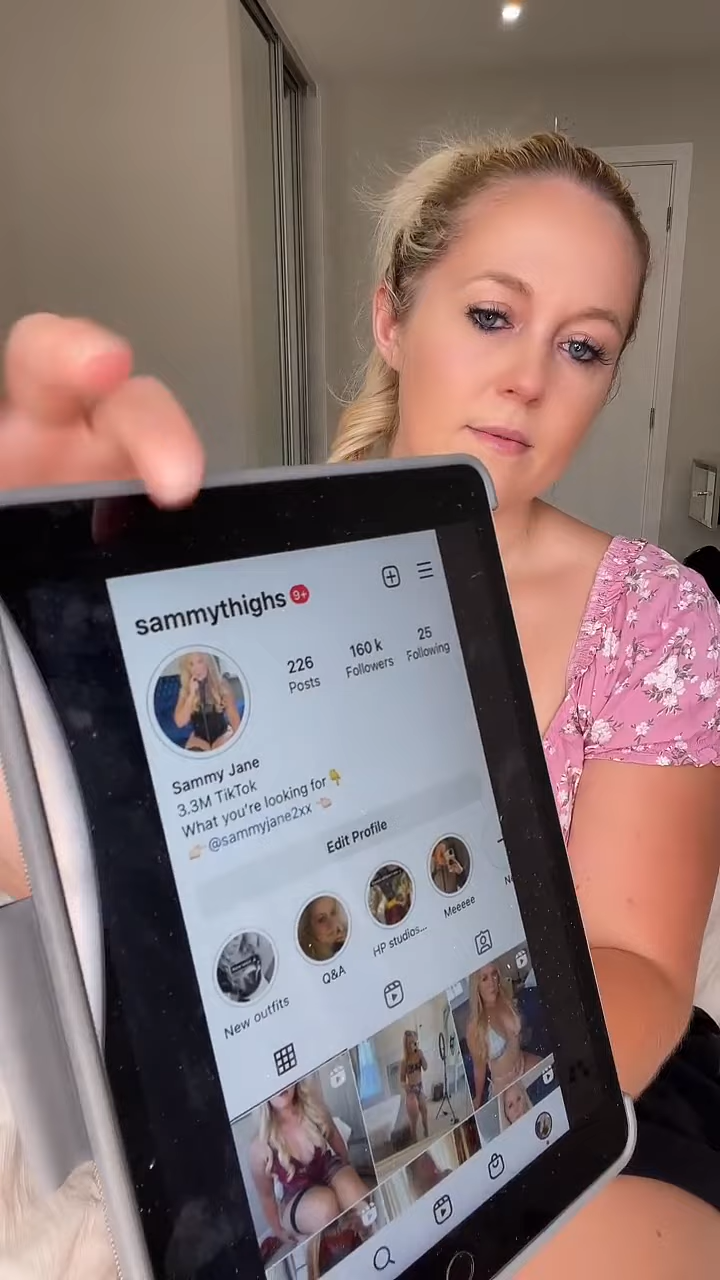 sammythighs 9+
226 160 k 25
Posts Followers Following
Sammy Jane
3.3M TikTok
What you're looking for👇
👉@sammyjane2xx 👈
Edit Profile
New outfits Q&A HP studios... Meeeee